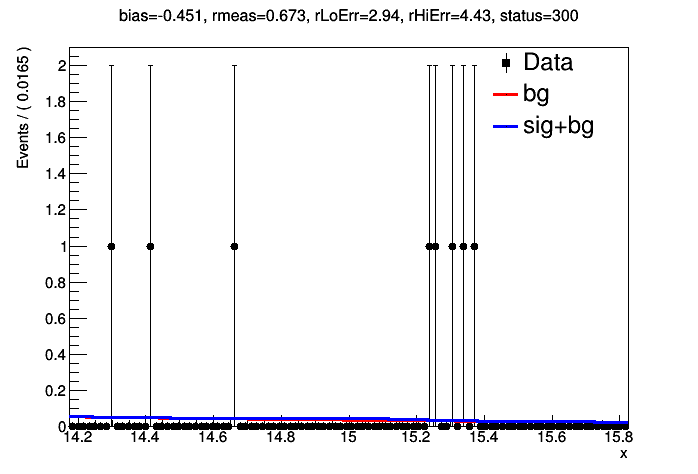 bias=-0.451, rmeas=0.673, rLoErr=2.94, rHiErr=4.43, status=300
Events / ( 0.0165 )
2
1.8
1.6
1.4
1.2
1
0.8
0.6
0.4
0.2
0
Data
bg
sig+bg
14.2 14.4 14.6 14.8 15 15.2 15.4 15.6 15.8
x